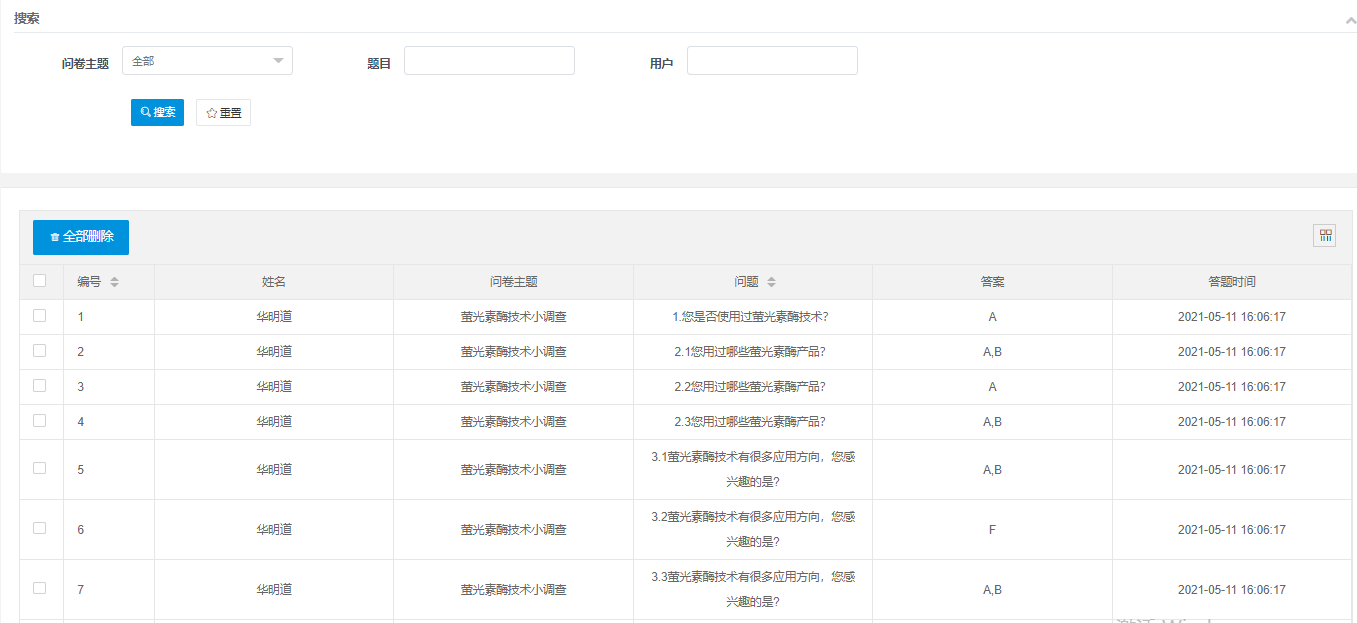 搜索
问卷主题 全部 题目 用户
搜索 重置
全部删除
编号 姓名 问卷主题 问题 答案 答题时间
1 华明道 萤光素酶技术小调查 1.您是否使用过萤光素酶技术? A 2021-05-11 16:06:17
2 华明道 萤光素酶技术小调查 2.1您用过哪些萤光素酶产品? A,B 2021-05-11 16:06:17
3 华明道 萤光素酶技术小调查 2.2您用过哪些萤光素酶产品? A 2021-05-11 16:06:17
4 华明道 萤光素酶技术小调查 2.3您用过哪些萤光素酶产品? A,B 2021-05-11 16:06:17
5 华明道 萤光素酶技术小调查 3.1萤光素酶技术有很多应用方向，您感
兴趣的是? A,B 2021-05-11 16:06:17
6 华明道 萤光素酶技术小调查 3.2萤光素酶技术有很多应用方向，您感
兴趣的是? F 2021-05-11 16:06:17
7 华明道 萤光素酶技术小调查 3.3萤光素酶技术有很多应用方向，您感
兴趣的是? A,B 2021-05-11 16:06:17